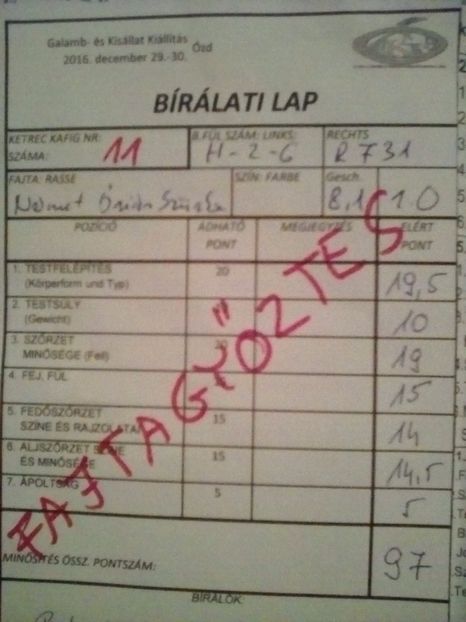 Galamb- és Kisállat Kiállítás Ózd
2016. december 29.-30.
BÍRÁLATI LAP
KETREC KAFIG NR:
SZÁMA: 11
B.FÜL SZÁM: LINKS:
H-2-6
RECHTS
R 731
FAJTA: RASSE
Német Óriás Szürke
SZÍN: FARBE
Gesch.
8,1 1.0
POZÍCIÓ
ADHATÓ PONT
MEGJEGYZÉS
ELÉRT PONT
1. TESTFELÉPÍTÉS 20 19,5
(Körperform und Typ)
2. TESTSÚLY 10
(Gewicht)
3. SZŐRZET 19
MINŐSÉGE (Fell)
4. FEJ, FÜL 15
5. FEDŐSZŐRZET 15 14
SZÍNE ÉS RAJZOLATA
6. ALJSZŐRZET SZÍNE 15 14,5
ÉS MINŐSÉGE
7. ÁPOLTSÁG 5 5
FAJTAGYŐZTES
MINŐSÍTÉS ÖSSZ. PONTSZÁM: 97
BÍRÁLÓK: